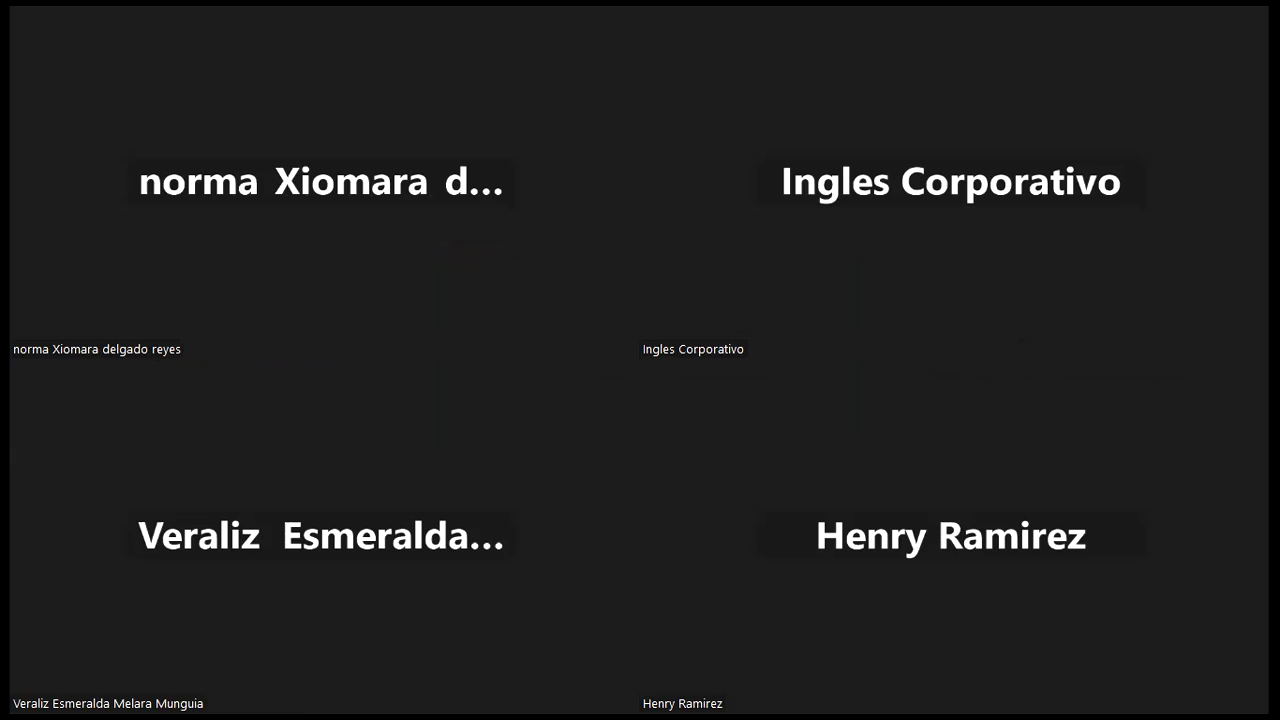 norma Xiomara d...
Ingles Corporativo
norma Xiomara delgado reyes
Ingles Corporativo
Veraliz Esmeralda...
Henry Ramirez
Veraliz Esmeralda Melara Munguia
Henry Ramirez